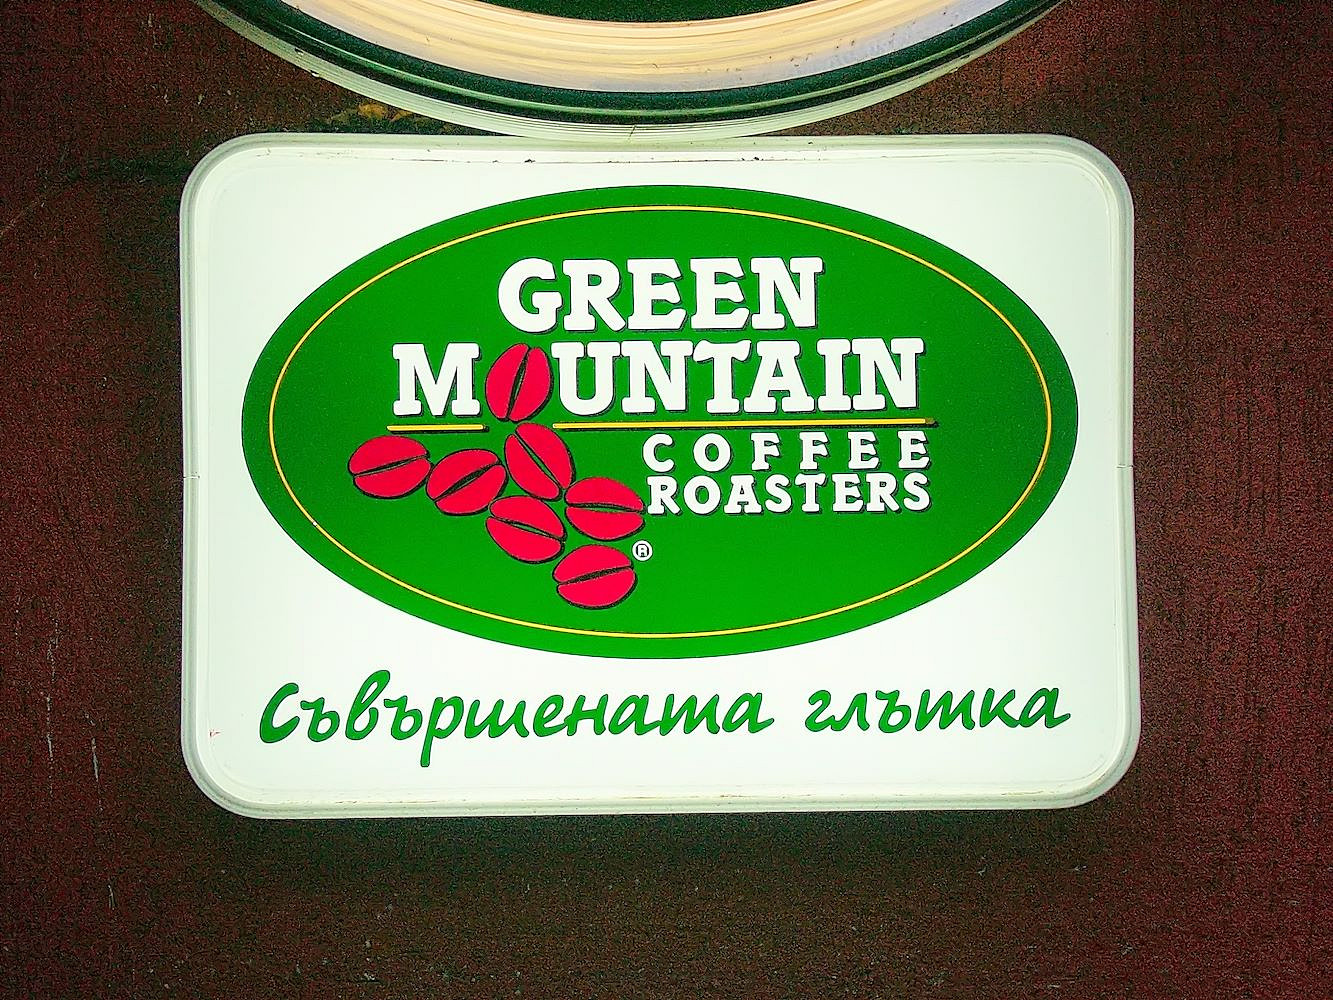 GREEN
MOUNTAIN
COFFEE
ROASTERS
®
Съвършената глътка